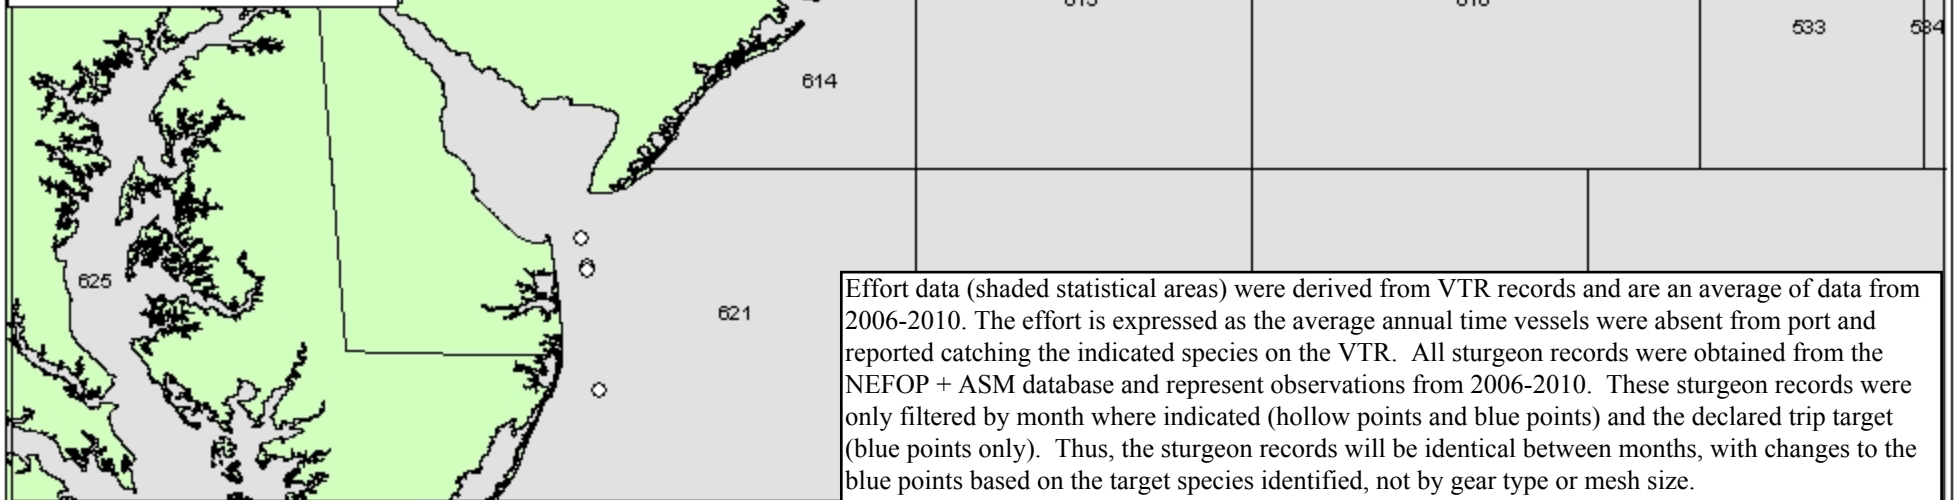 533
534
614
625
621
Effort data (shaded statistical areas) were derived from VTR records and are an average of data from
2006-2010. The effort is expressed as the average annual time vessels were absent from port and
reported catching the indicated species on the VTR.  All sturgeon records were obtained from the
NEFOP + ASM database and represent observations from 2006-2010.  These sturgeon records were
only filtered by month where indicated (hollow points and blue points) and the declared trip target
(blue points only).  Thus, the sturgeon records will be identical between months, with changes to the
blue points based on the target species identified, not by gear type or mesh size.